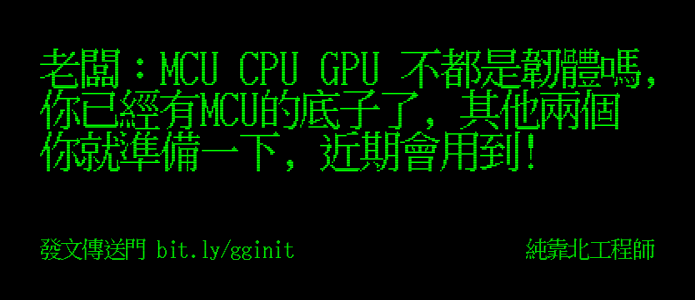 老闆：MCU CPU GPU 不都是韌體嗎，
你已經有MCU的底子了，其他兩個
你就準備一下，近期會用到!
發文傳送門 bit.ly/gginit
純靠北工程師